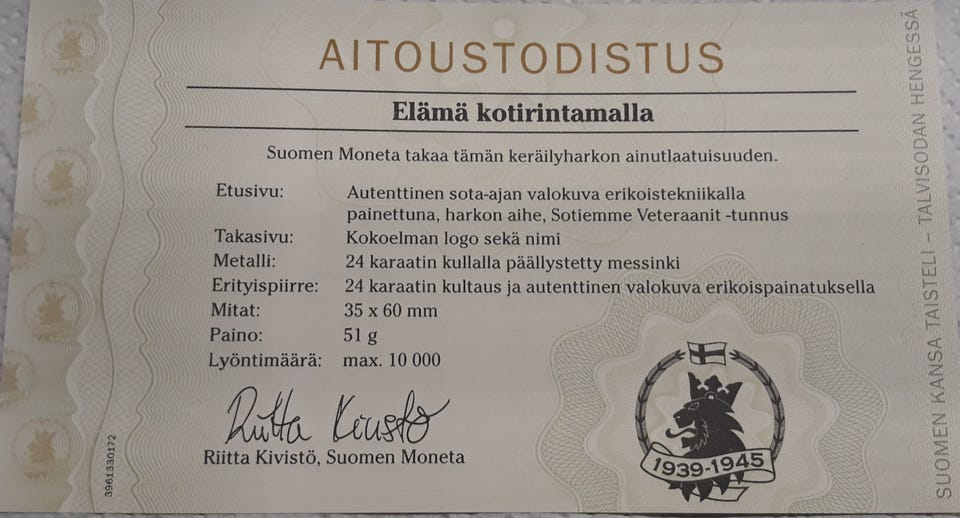 AITOUSTODISTUS
Elämä kotirintamalla
Suomen Moneta takaa tämän keräilyharkon ainutlaatuisuuden.
Etusivu: Autenttinen sota-ajan valokuva erikoistekniikalla
painettuna, harkon aihe, Sotiemme Veteraanit -tunnus
Takasivu: Kokoelman logo sekä nimi
Metalli: 24 karaatin kullalla päällystetty messinki
Erityispiirre: 24 karaatin kultaus ja autenttinen valokuva erikoispainatuksella
Mitat: 35 x 60 mm
Paino: 51 g
Lyöntimäärä: max. 10 000
Riitta Kivistö
Riitta Kivistö, Suomen Moneta
3961330172
1939-1945
SUOMEN KANSA TAISTELI – TALVISODAN HENGESSÄ